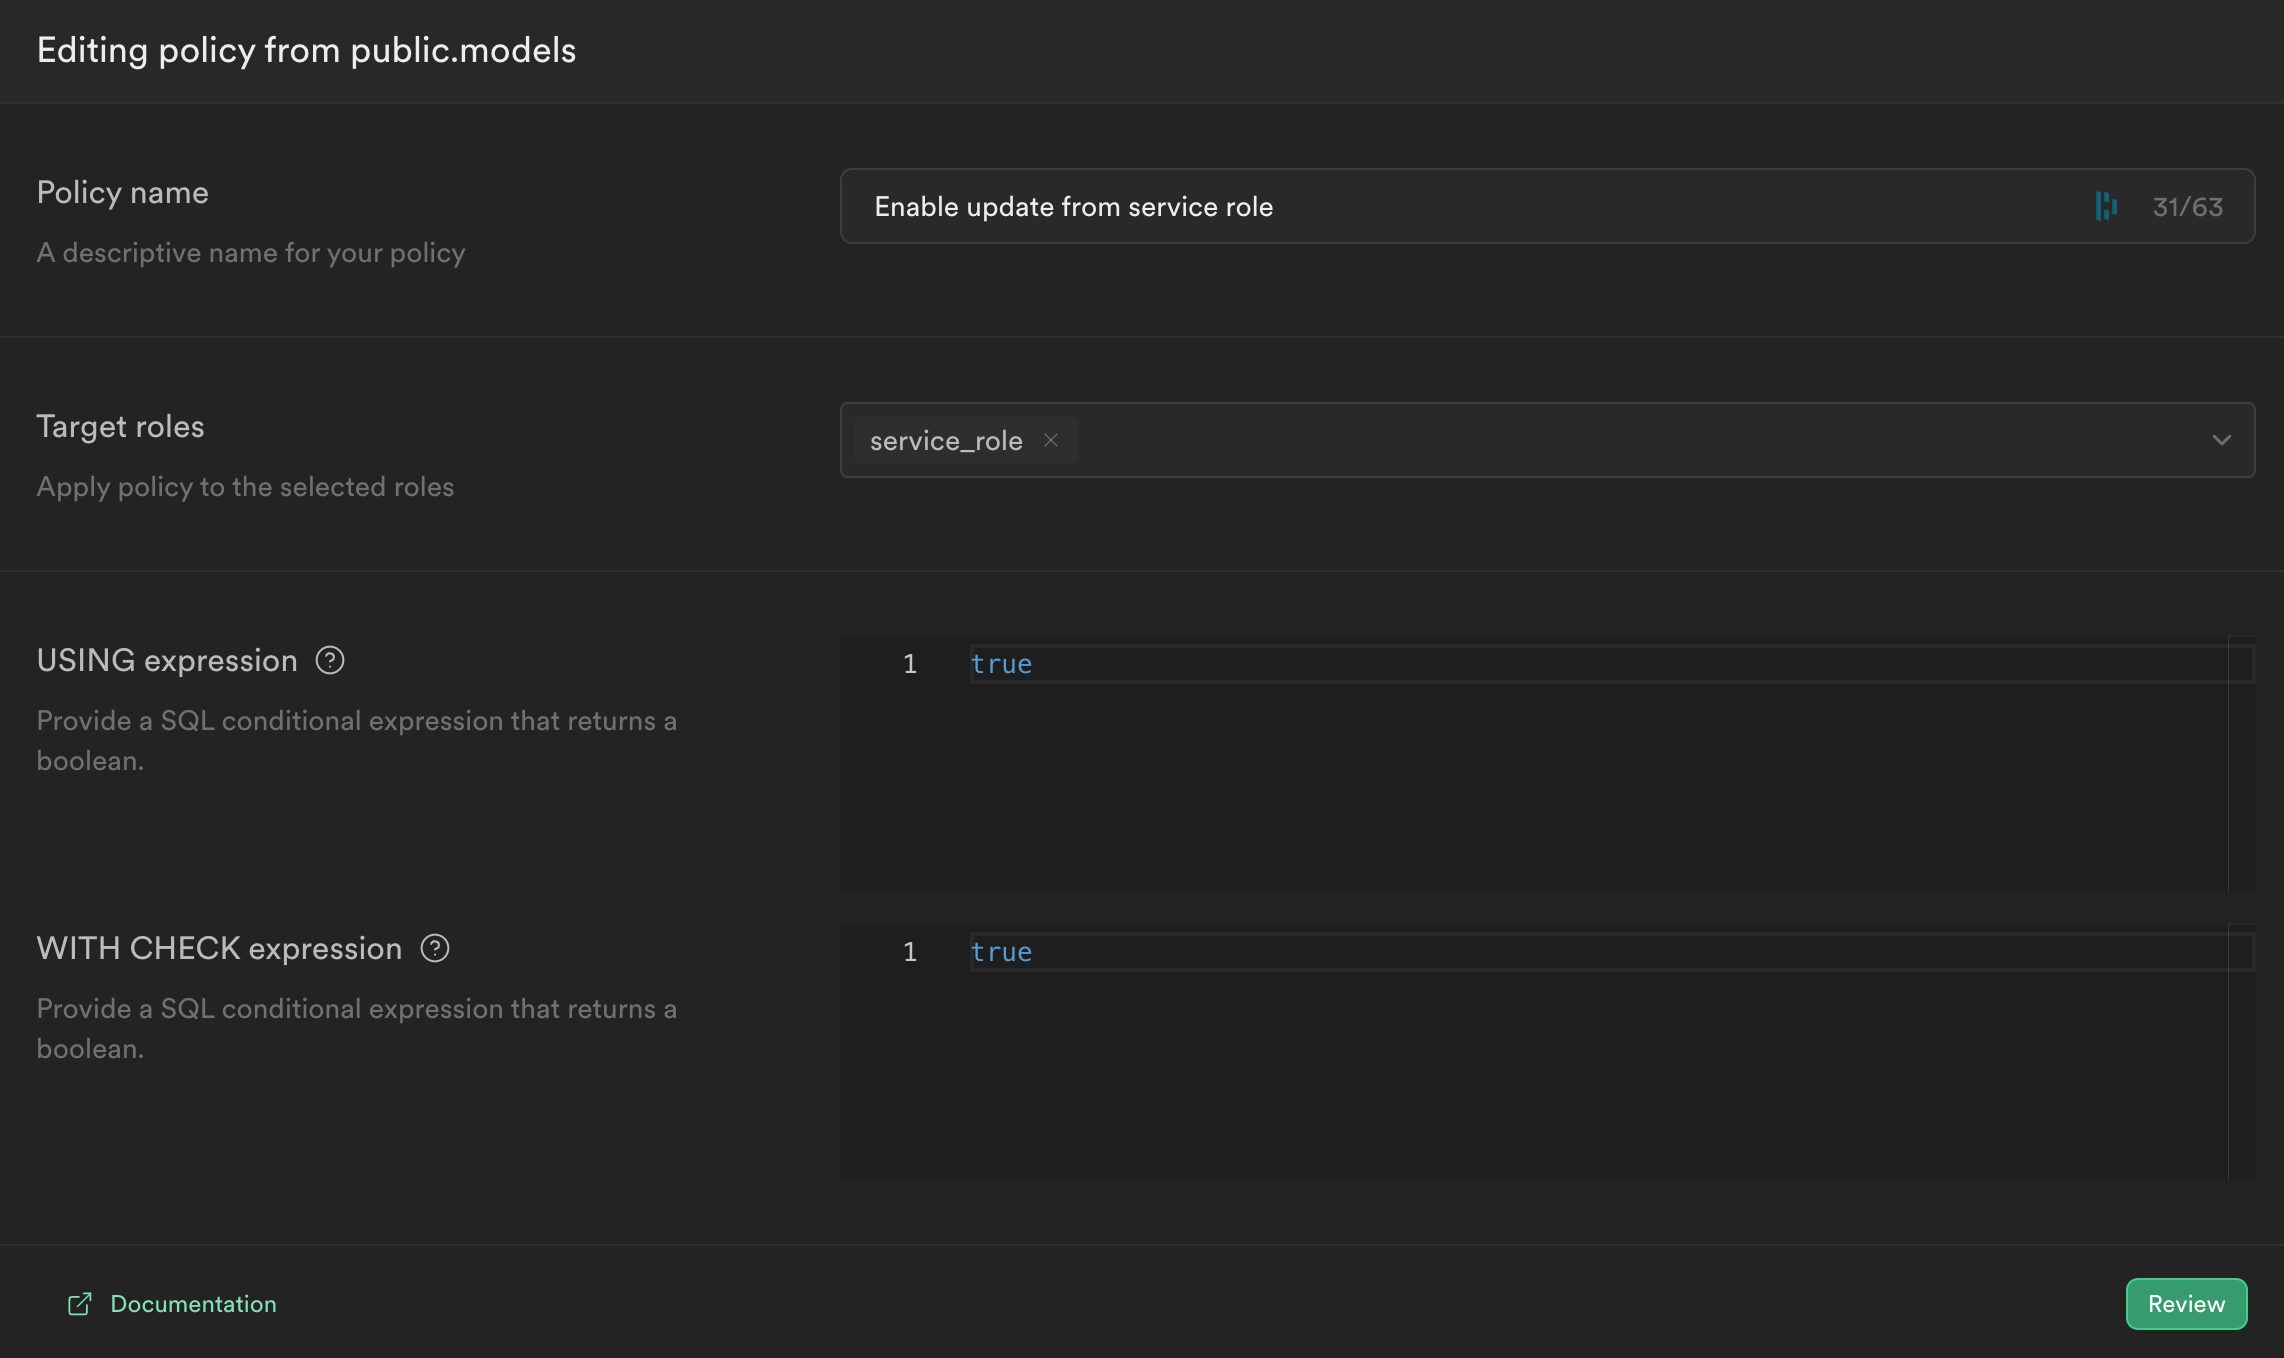 Editing policy from public.models
Policy name
A descriptive name for your policy
Enable update from service role
31/63
Target roles
Apply policy to the selected roles
service_role
USING expression
Provide a SQL conditional expression that returns a
boolean.
1 true
WITH CHECK expression
Provide a SQL conditional expression that returns a
boolean.
1 true
Documentation
Review